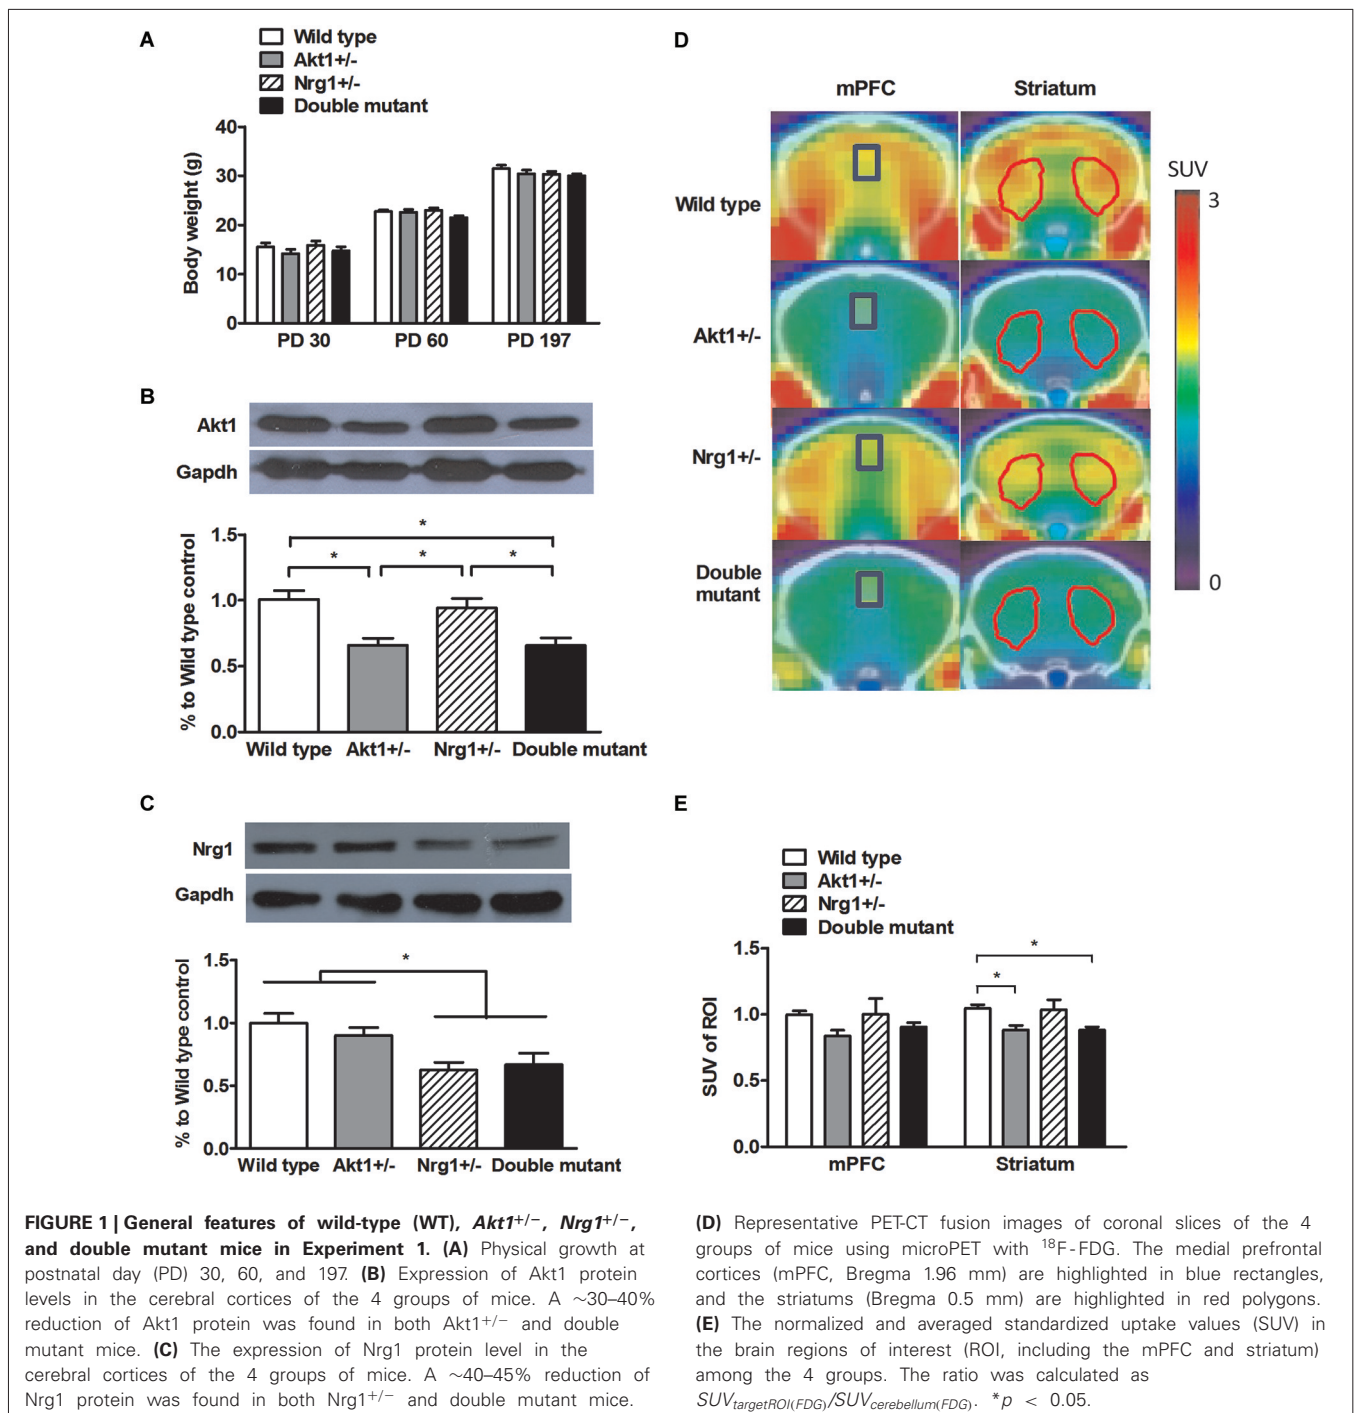 A
Wild type
Akt1+/-
Nrg1+/-
Double mutant
40
30
20
10
0
Body weight (g)
PD 30 PD 60 PD 197
B
Akt1
Gapdh
1.5
1.0
0.5
0.0
% to Wild type control
*
* * *
Wild type Akt1+/- Nrg1+/- Double mutant
C
Nrg1
Gapdh
1.5
1.0
0.5
0.0
% to Wild type control
*
Wild type Akt1+/- Nrg1+/- Double mutant
D
mPFC Striatum
Wild type
Akt1+/-
Nrg1+/-
Double
mutant
SUV
3
0
E
Wild type
Akt1+/-
Nrg1+/-
Double mutant
1.5
1.0
0.5
0.0
SUV of ROI
*
*
mPFC Striatum
FIGURE 1 | General features of wild-type (WT), Akt1+/−, Nrg1+/−,
and double mutant mice in Experiment 1. (A) Physical growth at
postnatal day (PD) 30, 60, and 197. (B) Expression of Akt1 protein
levels in the cerebral cortices of the 4 groups of mice. A ~30–40%
reduction of Akt1 protein was found in both Akt1+/− and double
mutant mice. (C) The expression of Nrg1 protein level in the
cerebral cortices of the 4 groups of mice. A ~40–45% reduction of
Nrg1 protein was found in both Nrg1+/− and double mutant mice.
(D) Representative PET-CT fusion images of coronal slices of the 4
groups of mice using microPET with 18F-FDG. The medial prefrontal
cortices (mPFC, Bregma 1.96 mm) are highlighted in blue rectangles,
and the striatums (Bregma 0.5 mm) are highlighted in red polygons.
(E) The normalized and averaged standardized uptake values (SUV) in
the brain regions of interest (ROI, including the mPFC and striatum)
among the 4 groups. The ratio was calculated as
SUVtargetROI(FDG)/SUVcerebellum(FDG). *p < 0.05.